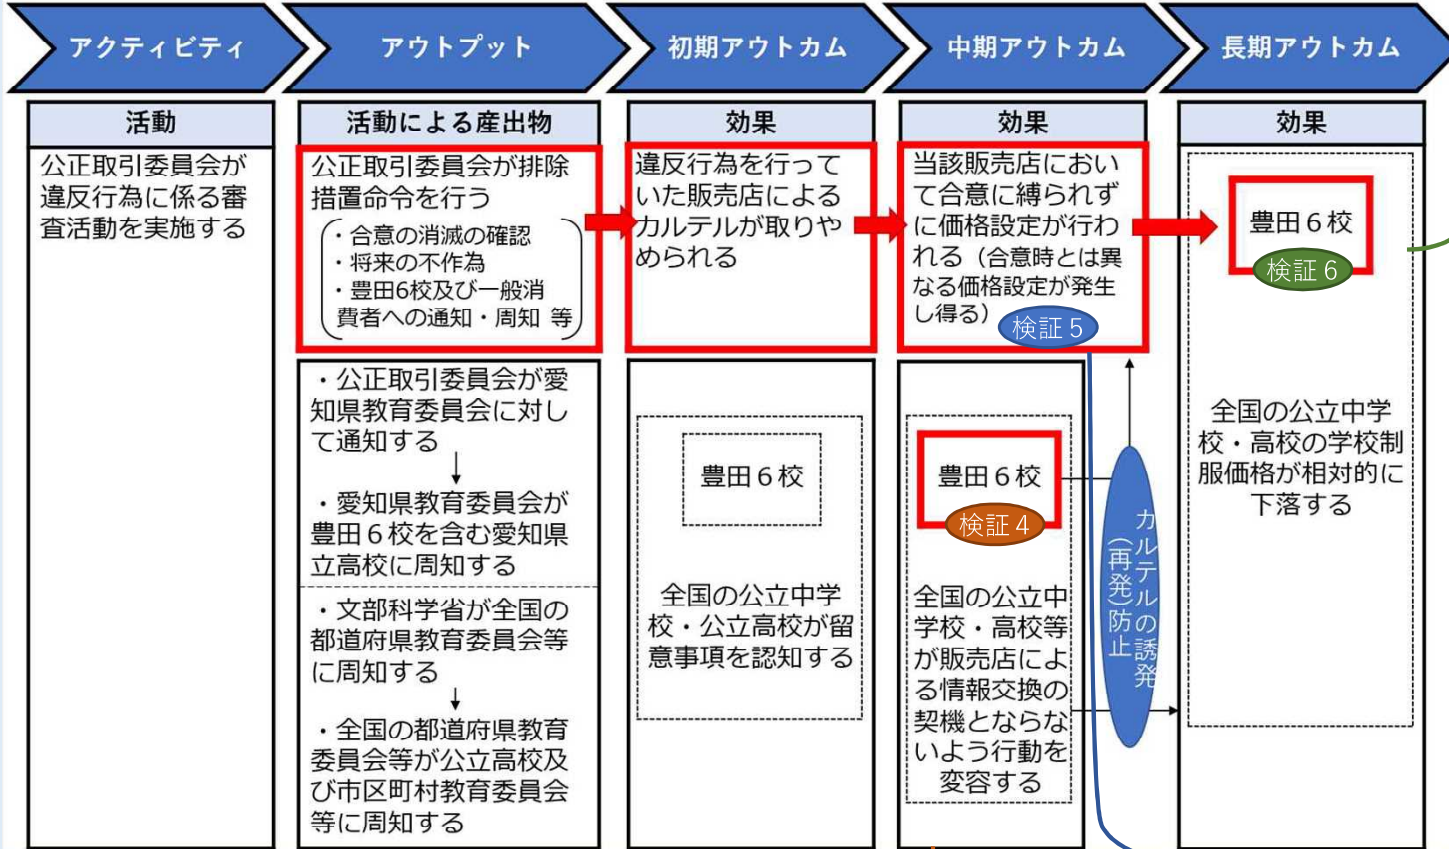 アクティビティ
アウトプット
初期アウトカム
中期アウトカム
長期アウトカム
活動
公正取引委員会が
違反行為に係る審
査活動を実施する
活動による産出物
公正取引委員会が排除
措置命令を行う
・合意の消滅の確認
・将来の不作為
・豊田6校及び一般消
費者への通知・周知 等
・公正取引委員会が愛
知県教育委員会に対し
て通知する
・愛知県教育委員会が
豊田６校を含む愛知県
立高校に周知する
・文部科学省が全国の
都道府県教育委員会等
に周知する
・全国の都道府県教育
委員会等が公立高校及
び市区町村教育委員会
等に周知する
効果
違反行為を行って
いた販売店による
カルテルが取りや
められる
豊田６校
全国の公立中学
校・公立高校が留
意事項を認知する
効果
当該販売店におい
て合意に縛られず
に価格設定が行わ
れる（合意時とは異
なる価格設定が発生
し得る）
検証５
豊田６校
検証４
全国の公立中
学校・高校等
が販売店によ
る情報交換の
契機とならな
いよう行動を
変容する
カルテルの誘発
（再発）防止
効果
豊田６校
検証６
全国の公立中学
校・高校の学校制
服価格が相対的に
下落する